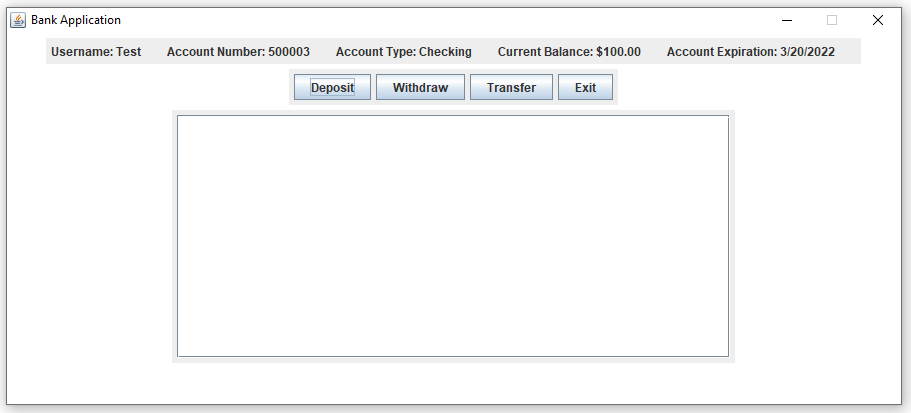 Bank Application
Username: Test Account Number: 500003 Account Type: Checking Current Balance: $100.00 Account Expiration: 3/20/2022
Deposit Withdraw Transfer Exit